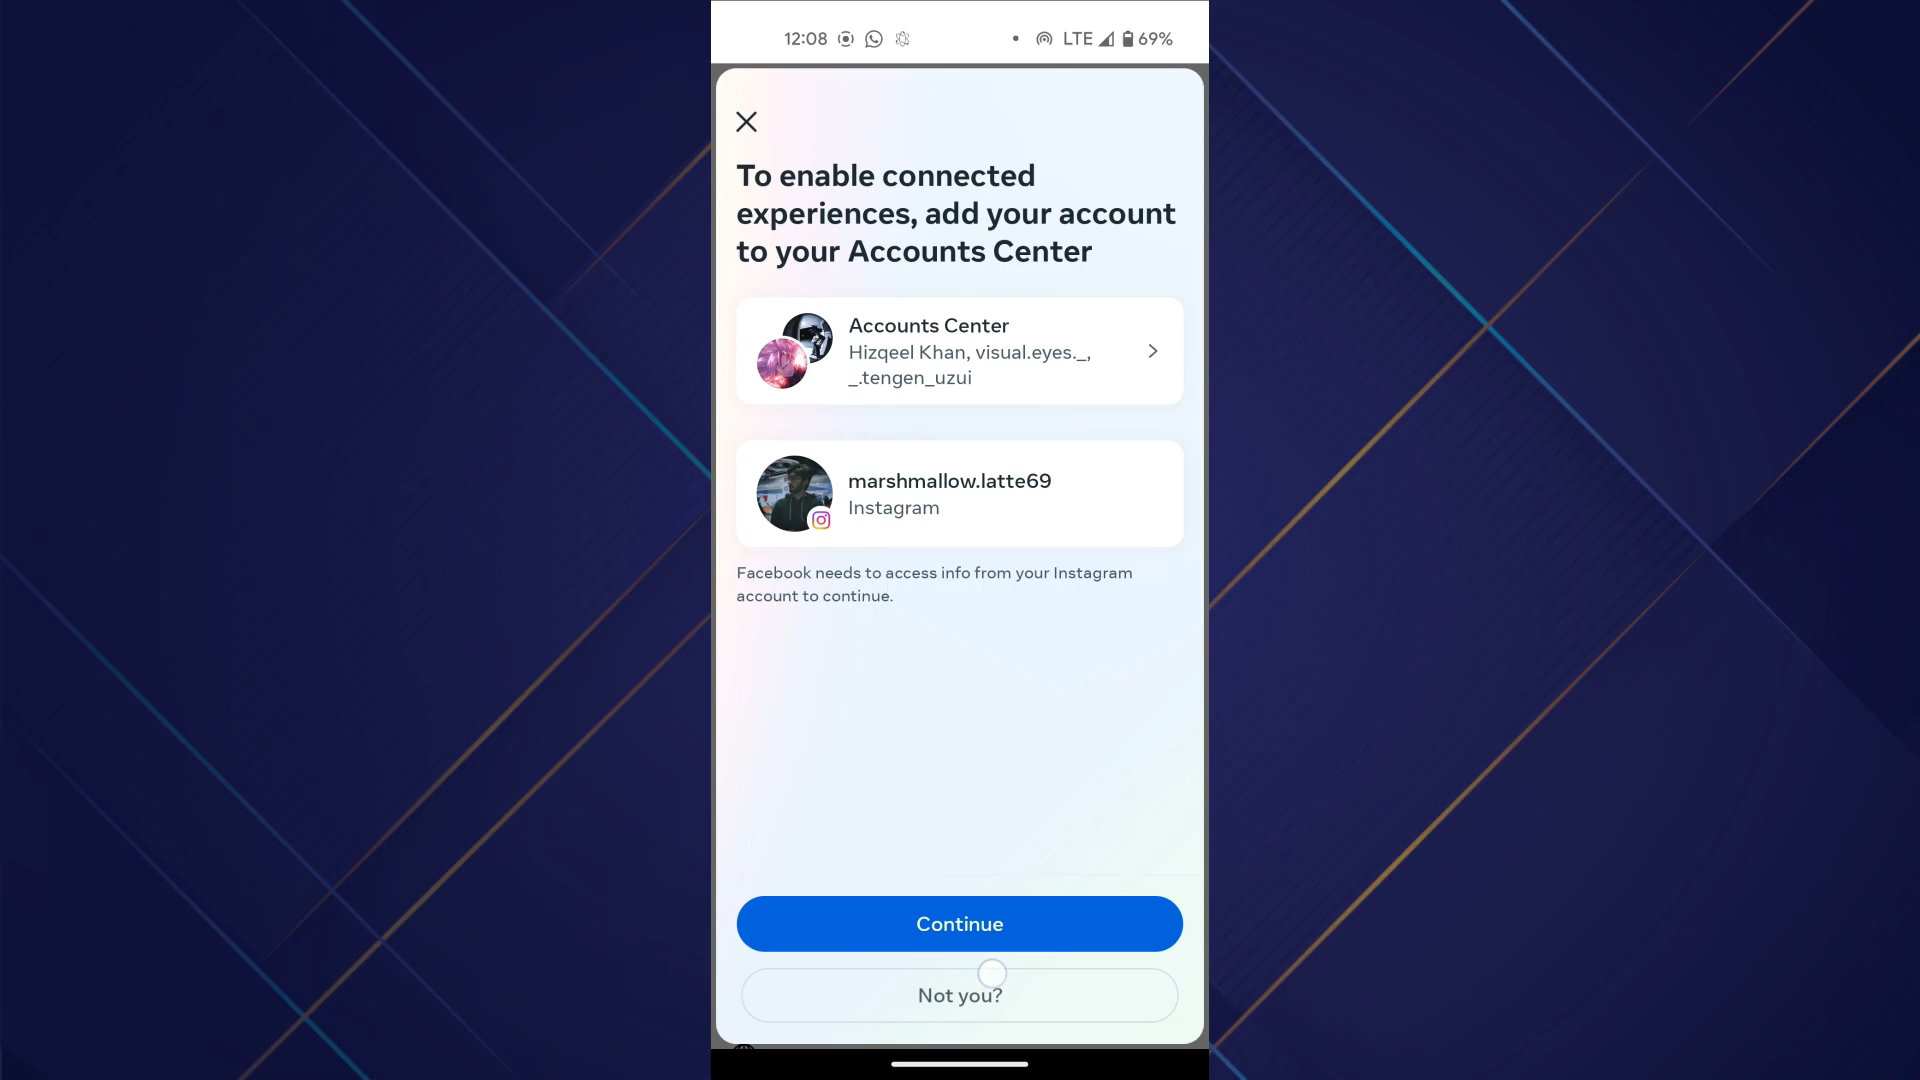 12:08 LTE 69%
To enable connected
experiences, add your account
to your Accounts Center
Accounts Center
Hizqeel Khan, visual.eyes._,
_.tengen_uzui
marshmallow.latte69
Instagram
Facebook needs to access info from your Instagram
account to continue.
Continue
Not you?